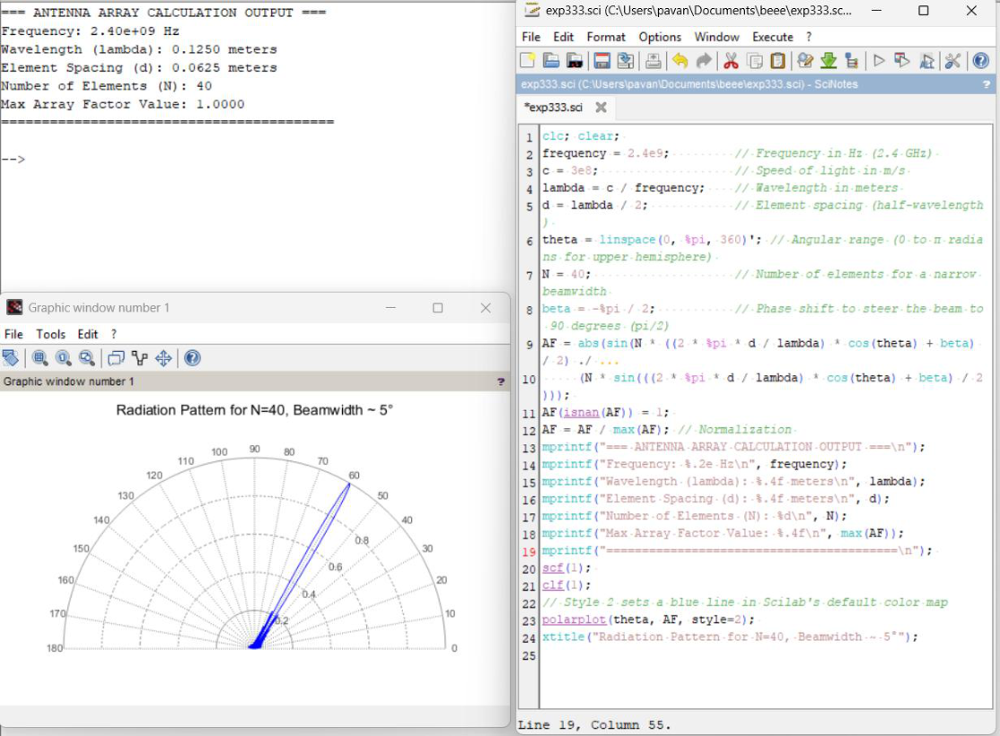 === ANTENNA ARRAY CALCULATION OUTPUT ===
Frequency: 2.40e+09 Hz
Wavelength (lambda): 0.1250 meters
Element Spacing (d): 0.0625 meters
Number of Elements (N): 40
Max Array Factor Value: 1.0000
=========================================
-->
Graphic window number 1
File Tools Edit ?
Graphic window number 1 ?
Radiation Pattern for N=40, Beamwidth ~ 5°
90
100 80
110 70
120 60
130 50
140 40
0.8
150 30
0.6
160 20
0.4
170 10
0.2
180 0
exp333.sci (C:\Users\pavan\Documents\beee\exp333.sc...
File Edit Format Options Window Execute ?
exp333.sci (C:\Users\pavan\Documents\beee\exp333.sci) - SciNotes ?
*exp333.sci
1 clc; clear;
2 frequency = 2.4e9; // Frequency in Hz (2.4 GHz)
3 c = 3e8; // Speed of light in m/s
4 lambda = c / frequency; // Wavelength in meters
5 d = lambda / 2; // Element spacing (half-wavelength
)
6 theta = linspace(0, %pi, 360)'; // Angular range (0 to π radia
ns for upper hemisphere)
7 N = 40; // Number of elements for a narrow
beamwidth
8 beta = -%pi / 2; // Phase shift to steer the beam to
90 degrees (pi/2)
9 AF = abs(sin(N * ((2 * %pi * d / lambda) * cos(theta) + beta)
/ 2) ./ ...
10 (N * sin(((2 * %pi * d / lambda) * cos(theta) + beta) / 2
)));
11 AF(isnan(AF)) = 1;
12 AF = AF / max(AF); // Normalization
13 mprintf("=== ANTENNA ARRAY CALCULATION OUTPUT ===\n");
14 mprintf("Frequency: %.2e Hz\n", frequency);
15 mprintf("Wavelength (lambda): %.4f meters\n", lambda);
16 mprintf("Element Spacing (d): %.4f meters\n", d);
17 mprintf("Number of Elements (N): %d\n", N);
18 mprintf("Max Array Factor Value: %.4f\n", max(AF));
19 mprintf("=========================================\n");
20 scf(1);
21 clf(1);
22 // Style 2 sets a blue line in Scilab's default color map
23 polarplot(theta, AF, style=2);
24 xtitle("Radiation Pattern for N=40, Beamwidth ~ 5°");
25
Line 19, Column 55.